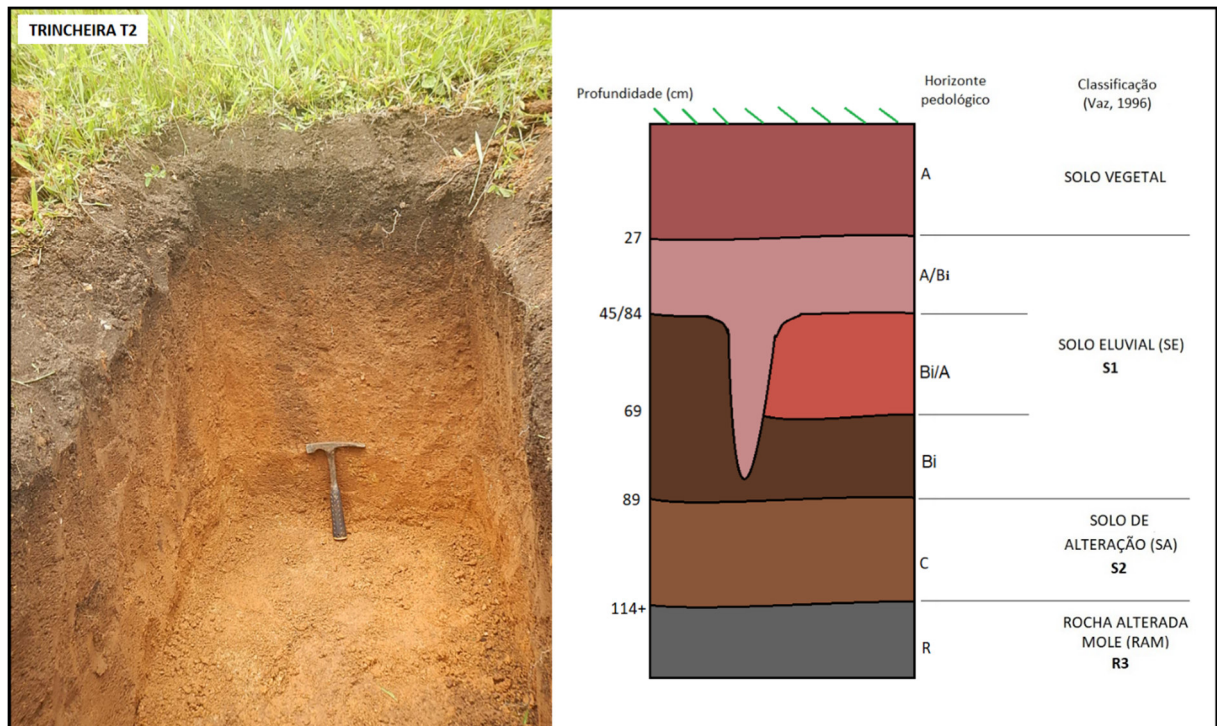 TRINCHEIRA T2
Profundidade (cm)
Horizonte
pedológico
Classificação
(Vaz, 1996)
A
SOLO VEGETAL
27
A/Bi
45/84
SOLO ELUVIAL (SE)
S1
Bi/A
69
Bi
89
SOLO DE
ALTERAÇÃO (SA)
S2
C
114+
ROCHA ALTERADA
MOLE (RAM)
R3
R